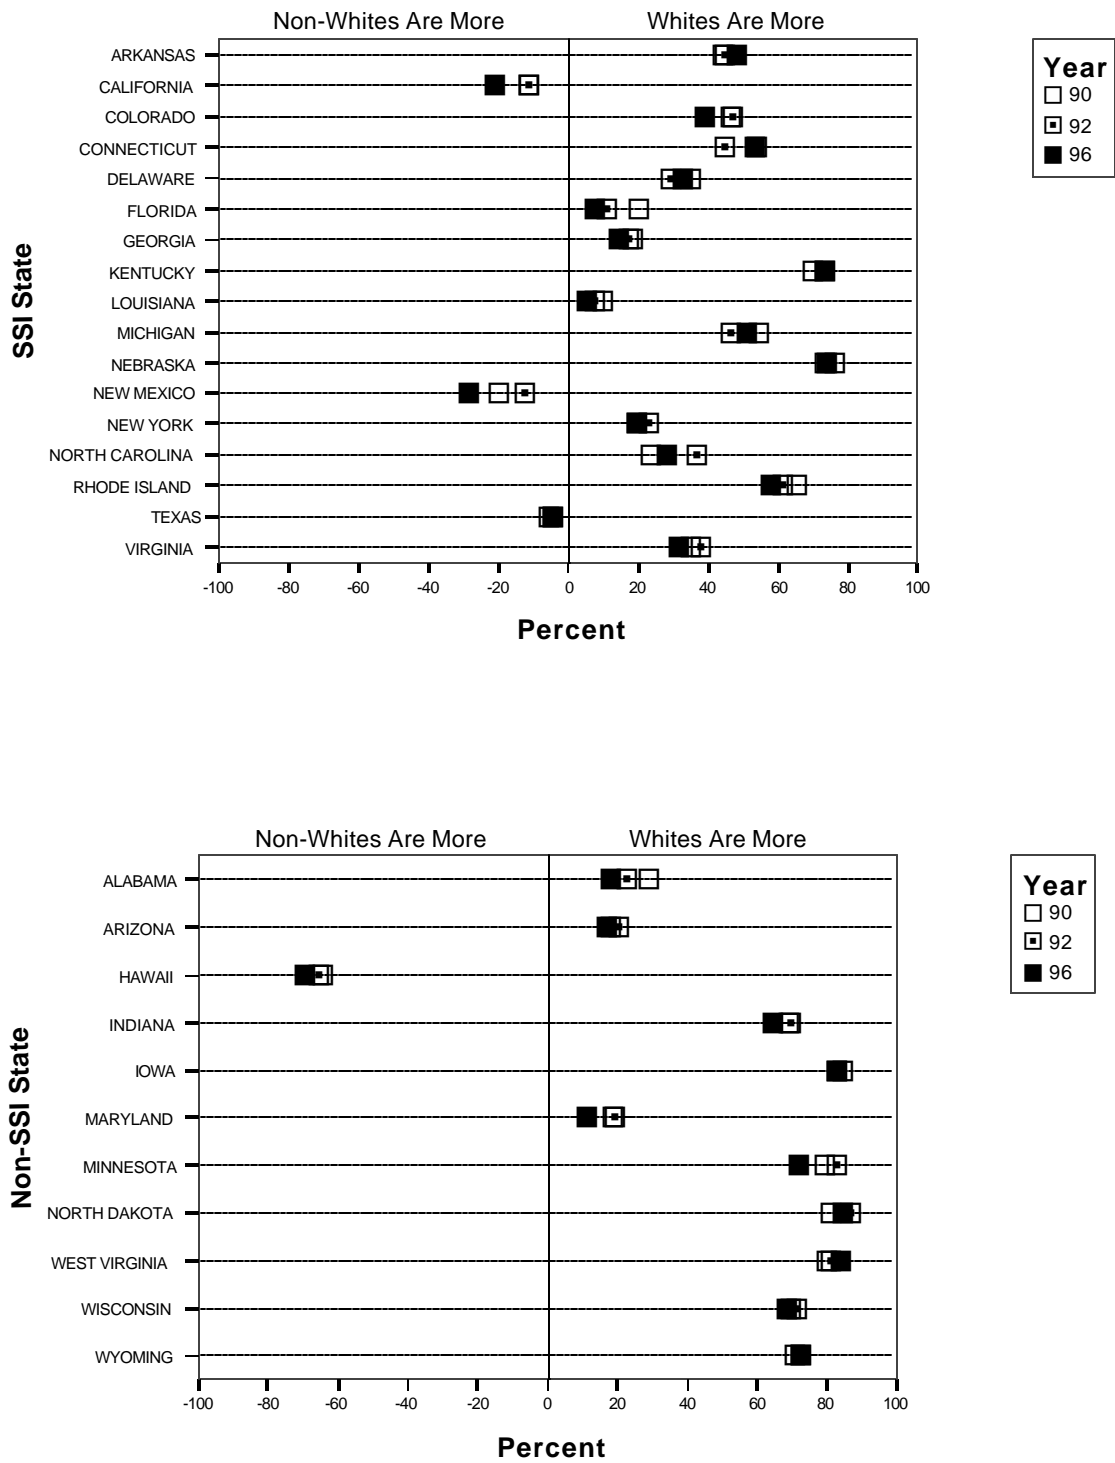 Non-Whites Are More Whites Are More
ARKANSAS
CALIFORNIA
COLORADO
CONNECTICUT
DELAWARE
FLORIDA
GEORGIA
KENTUCKY
LOUISIANA
MICHIGAN
NEBRASKA
NEW MEXICO
NEW YORK
NORTH CAROLINA
RHODE ISLAND
TEXAS
VIRGINIA
SSI State
-100 -80 -60 -40 -20 0 20 40 60 80 100
Percent
Year
90
92
96
Non-Whites Are More Whites Are More
ALABAMA
ARIZONA
HAWAII
INDIANA
IOWA
MARYLAND
MINNESOTA
NORTH DAKOTA
WEST VIRGINIA
WISCONSIN
WYOMING
Non-SSI State
-100 -80 -60 -40 -20 0 20 40 60 80 100
Percent
Year
90
92
96